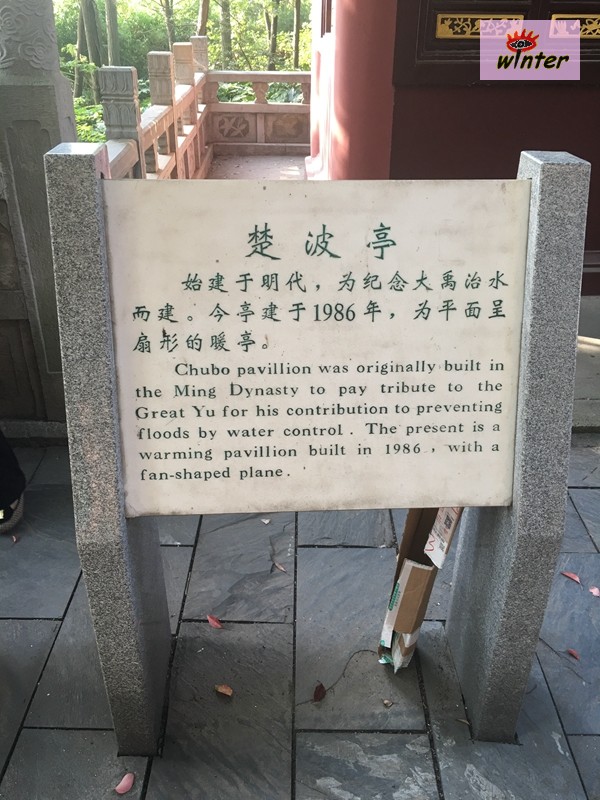 winter
楚波亭
始建于明代，为纪念大禹治水
而建。今亭建于1986年，为平面呈
扇形的暖亭。
Chubo pavillion was originally built in
the Ming Dynasty to pay tribute to the
Great Yu for his contribution to preventing
floods by water control. The present is a
warming pavillion built in 1986., with a
fan-shaped plane.